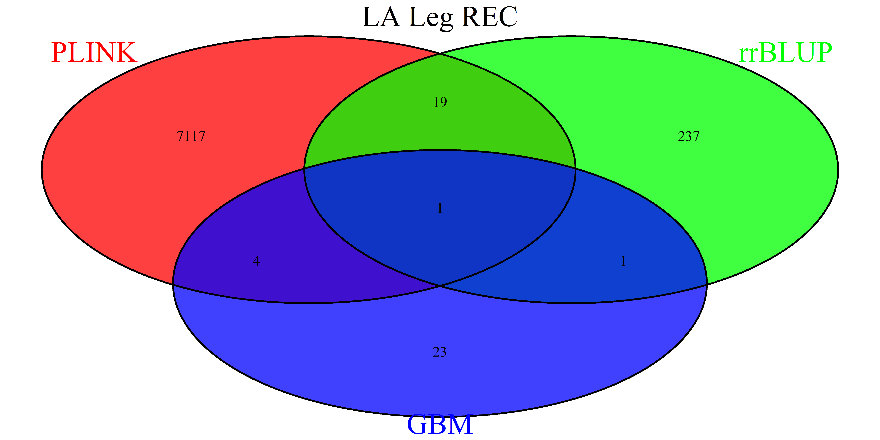 LA Leg REC
PLINK
rrBLUP
19
7117
237
1
4
1
23
GBM